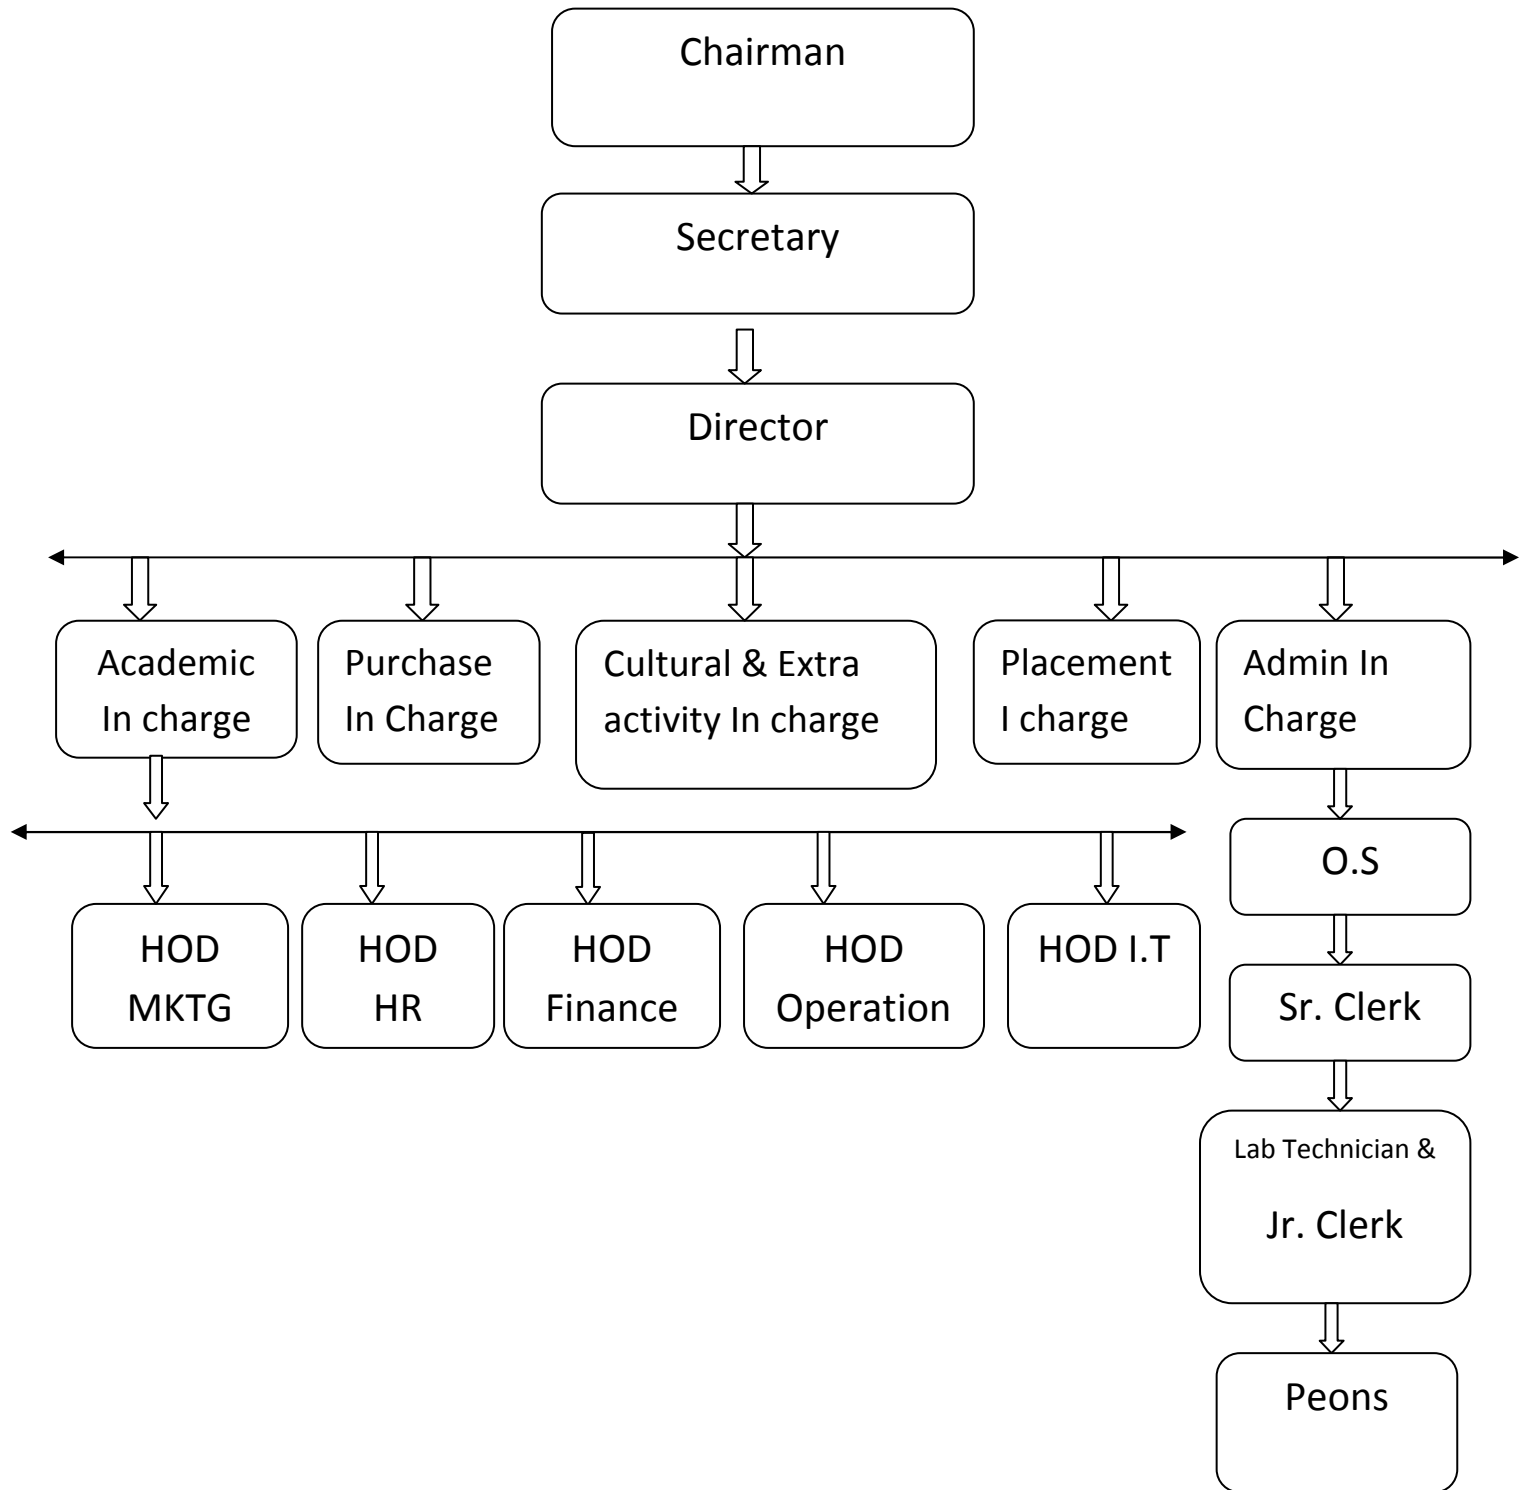 Chairman
Secretary
Director
Academic
In charge
Purchase
In Charge
Cultural & Extra
activity In charge
Placement
I charge
Admin In
Charge
O.S
HOD
MKTG
HOD
HR
HOD
Finance
HOD
Operation
HOD I.T
Sr. Clerk
Lab Technician &
Jr. Clerk
Peons